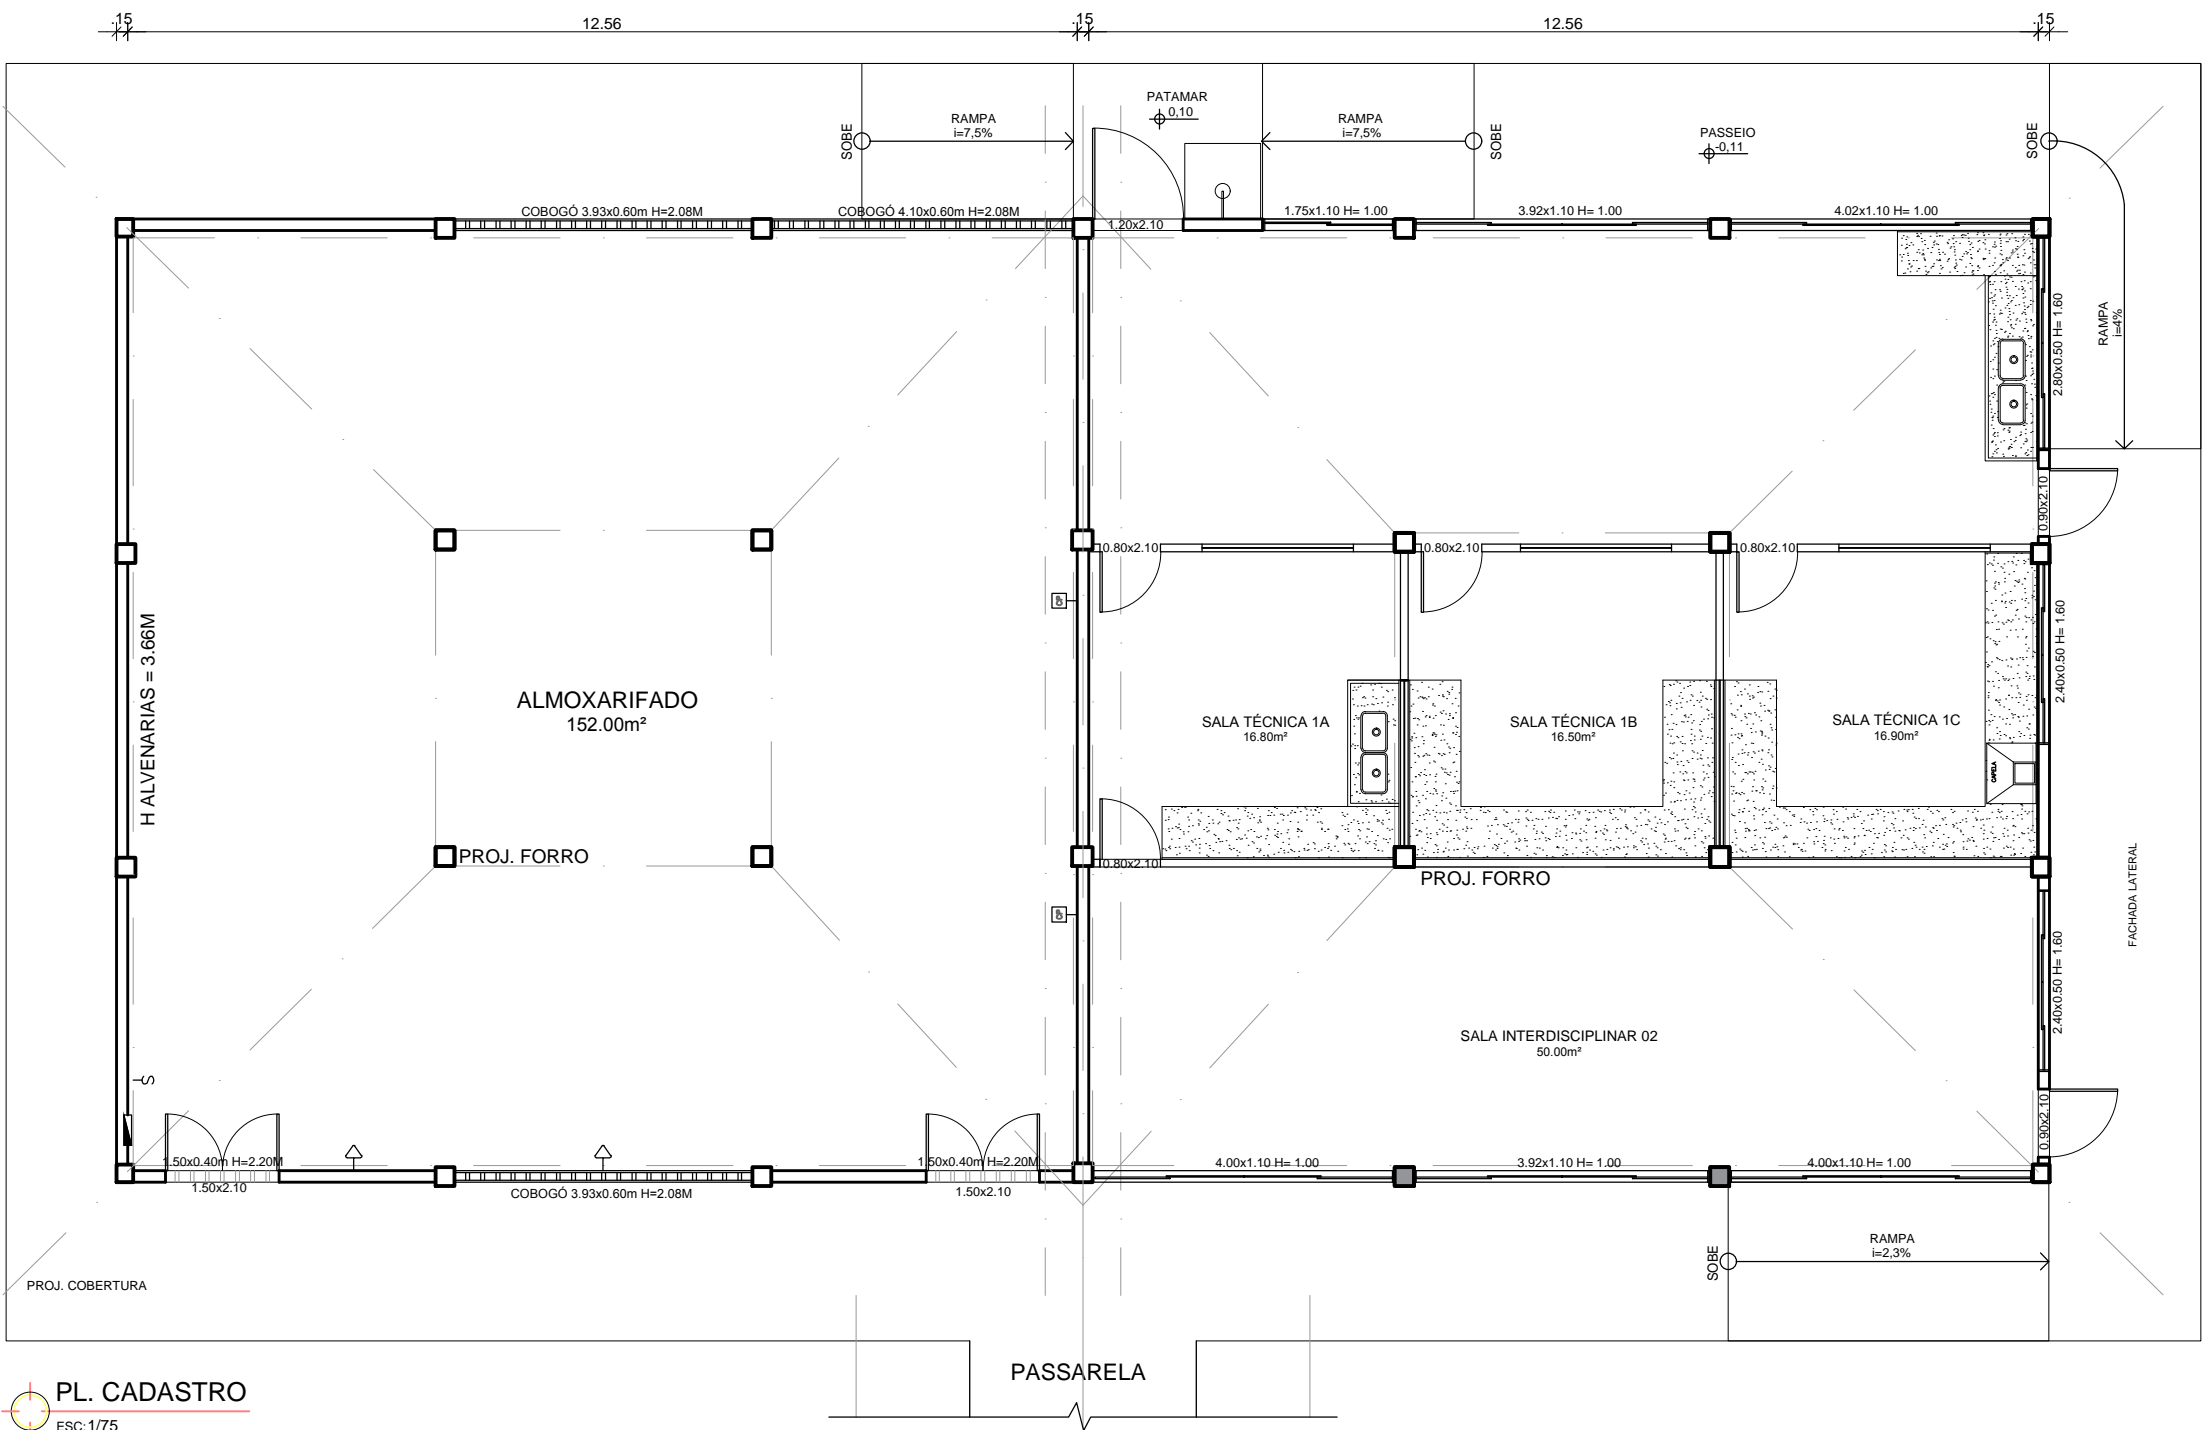 .15
12.56
.15
12.56
.15
PATAMAR
0,10
RAMPA
i=7,5%
SOBE
RAMPA
i=7,5%
SOBE
PASSEIO
-0,11
SOBE
COBOGÓ 3.93x0.60m H=2.08M
COBOGÓ 4.10x0.60m H=2.08M
1.20x2.10
1.75x1.10 H= 1.00
3.92x1.10 H= 1.00
4.02x1.10 H= 1.00
2.80x0.50 H= 1.60
RAMPA
i=4%
0.90x2.10
0.80x2.10
0.80x2.10
0.80x2.10
CP
H ALVENARIAS = 3.66M
2.40x0.50 H= 1.60
ALMOXARIFADO
152.00m²
SALA TÉCNICA 1A
16.80m²
SALA TÉCNICA 1B
16.50m²
SALA TÉCNICA 1C
16.90m²
CAPELA
PROJ. FORRO
0.80x2.10
PROJ. FORRO
CP
FACHADA LATERAL
2.40x0.50 H= 1.60
SALA INTERDISCIPLINAR 02
50.00m²
S
0.90x2.10
1.50x0.40m H=2.20M
1.50x2.10
COBOGÓ 3.93x0.60m H=2.08M
1.50x0.40m H=2.20M
1.50x2.10
4.00x1.10 H= 1.00
3.92x1.10 H= 1.00
4.00x1.10 H= 1.00
SOBE
RAMPA
i=2,3%
PROJ. COBERTURA
PASSARELA
PL. CADASTRO
ESC: 1/75